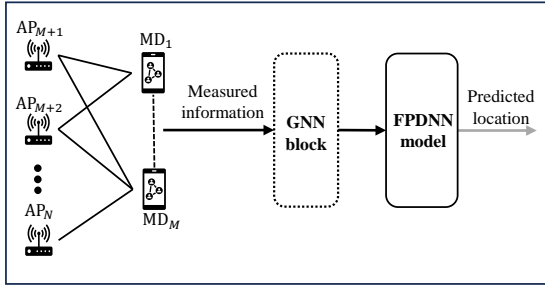 AP_{M+1}
MD_1
AP_{M+2}
Measured
information
GNN
block
FPDNN
model
Predicted
location
AP_N
MD_M